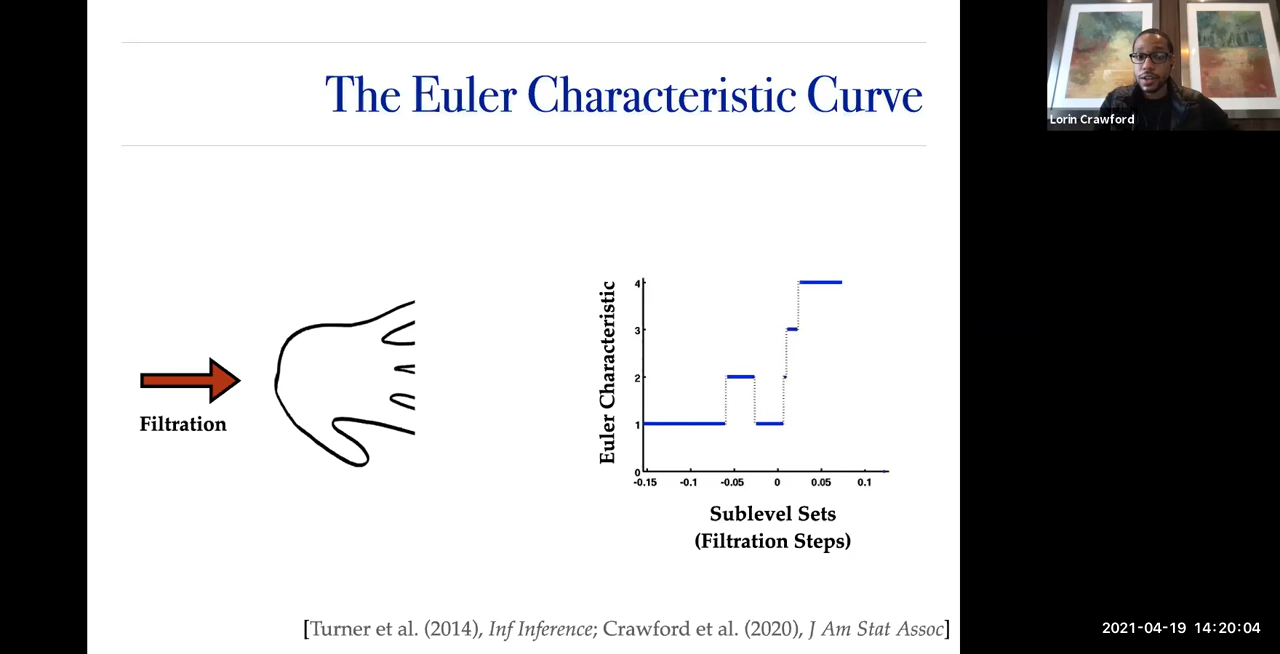 The Euler Characteristic Curve
Lorin Crawford
Filtration
Euler Characteristic
4
3
2
1
0
-0.15 -0.1 -0.05 0 0.05 0.1
Sublevel Sets
(Filtration Steps)
[Turner et al. (2014), Inf Inference; Crawford et al. (2020), J Am Stat Assoc]
2021-04-19 14:20:04